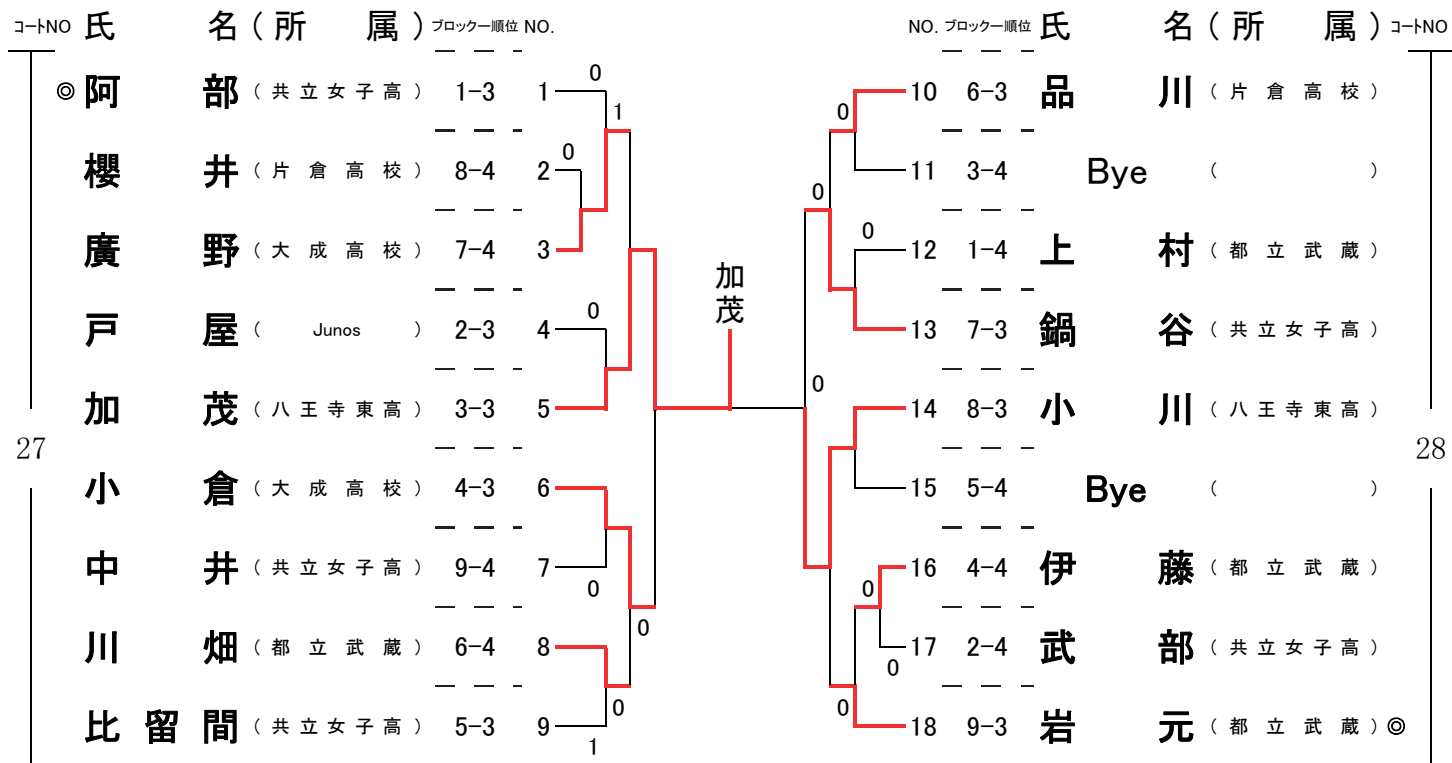 コートNO 氏 名 ( 所 属 ) ブロック一順位 NO. NO. ブロック一順位 氏 名 ( 所 属 ) コートNO
◎ 阿 部 ( 共 立 女 子 高 ) 1-3 1 0 10 6-3 品 川 ( 片 倉 高 校 )
1 0
櫻 井 ( 片 倉 高 校 ) 8-4 2 0 11 3-4 Bye ( )
0
廣 野 ( 大 成 高 校 ) 7-4 3 0 12 1-4 上 村 ( 都 立 武 蔵 )
加茂
戸 屋 ( Junos ) 2-3 4 0 13 7-3 鍋 谷 ( 共 立 女 子 高 )
0
加 茂 ( 八 王 寺 東 高 ) 3-3 5 14 8-3 小 川 ( 八 王 寺 東 高 )
27 28
小 倉 ( 大 成 高 校 ) 4-3 6 15 5-4 Bye ( )
中 井 ( 共 立 女 子 高 ) 9-4 7 0 0 16 4-4 伊 藤 ( 都 立 武 蔵 )
0
川 畑 ( 都 立 武 蔵 ) 6-4 8 0 17 2-4 武 部 ( 共 立 女 子 高 )
0 0
比 留 間 ( 共 立 女 子 高 ) 5-3 9 1 18 9-3 岩 元 ( 都 立 武 蔵 ) ◎